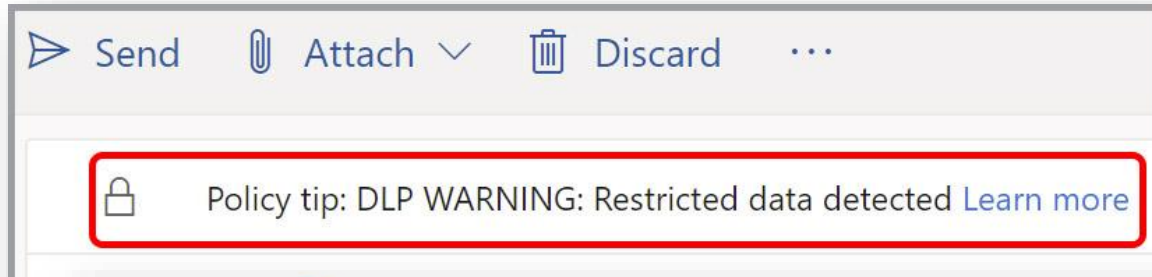 Send Attach Discard ...
Policy tip: DLP WARNING: Restricted data detected Learn more